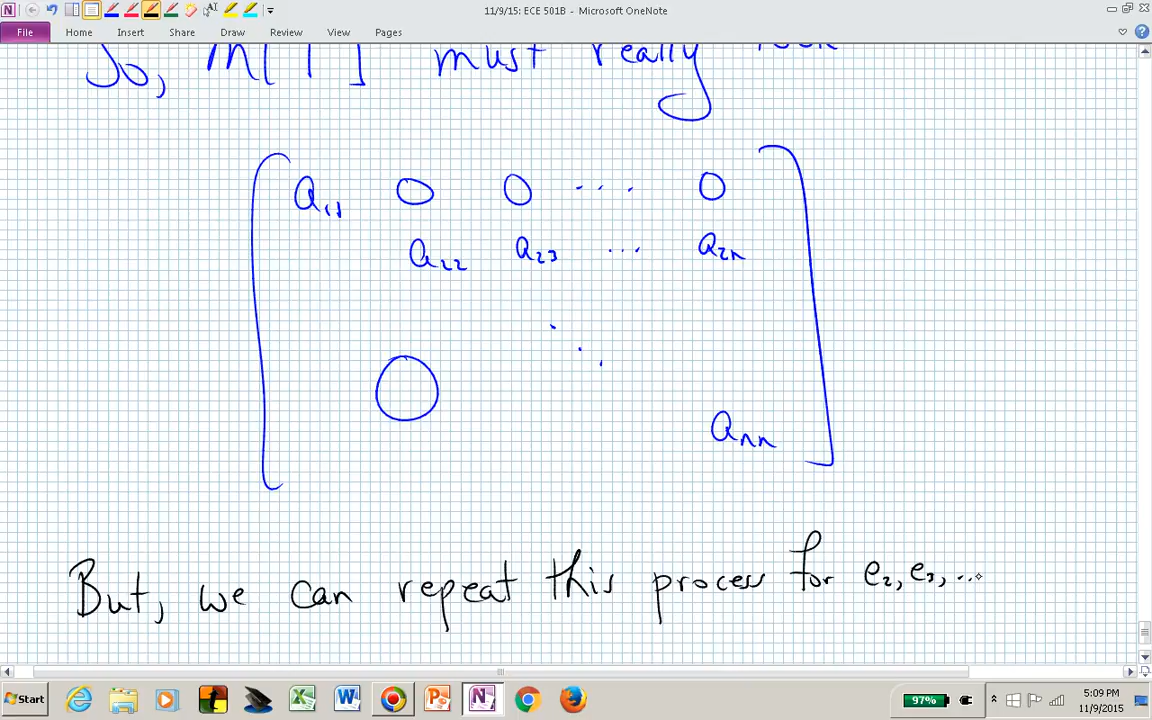 11/9/15: ECE 501B - Microsoft OneNote
File Home Insert Share Draw Review View Pages
So, M[T] must really look
a₁₁ 0 0 .... 0
a₂₂ a₂₃ ... a₂ₙ
0
aₙₙ
But, we can repeat this process for e₂, e₃, ...
Start
97%
5:09 PM
11/9/2015